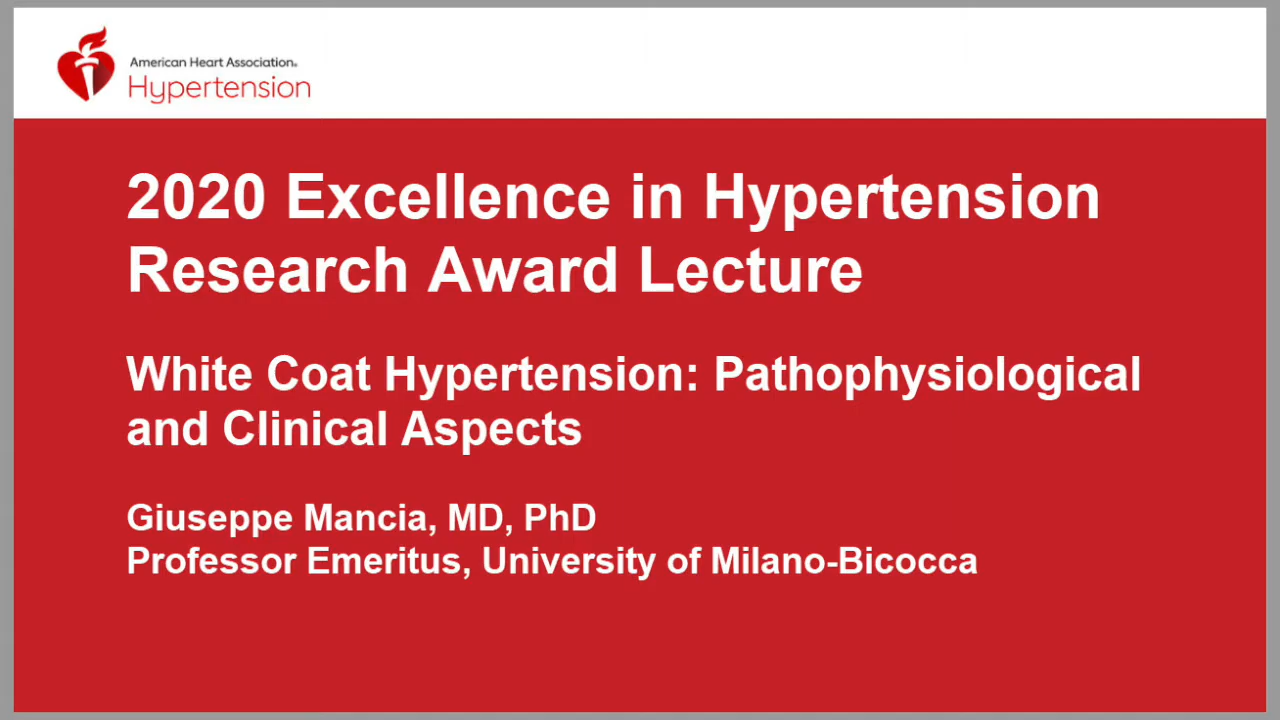 American Heart Association®
Hypertension
2020 Excellence in Hypertension
Research Award Lecture
White Coat Hypertension: Pathophysiological
and Clinical Aspects
Giuseppe Mancia, MD, PhD
Professor Emeritus, University of Milano-Bicocca